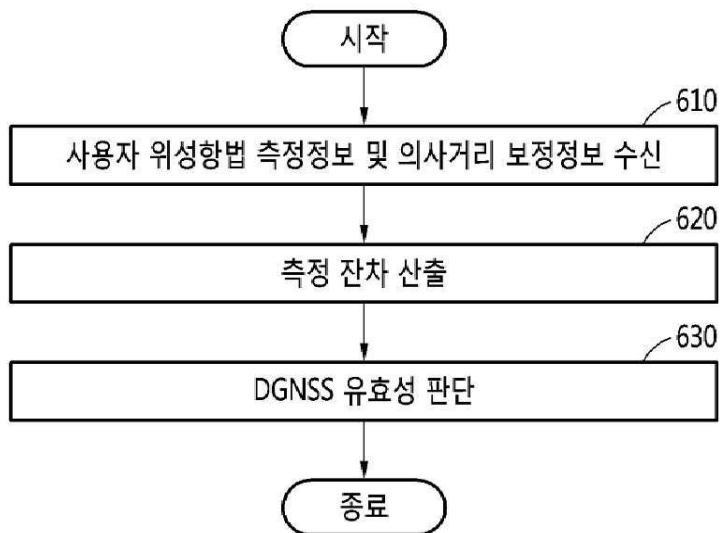 시작
610
사용자 위성항법 측정정보 및 의사거리 보정정보 수신
620
측정 잔차 산출
630
DGNSS 유효성 판단
종료